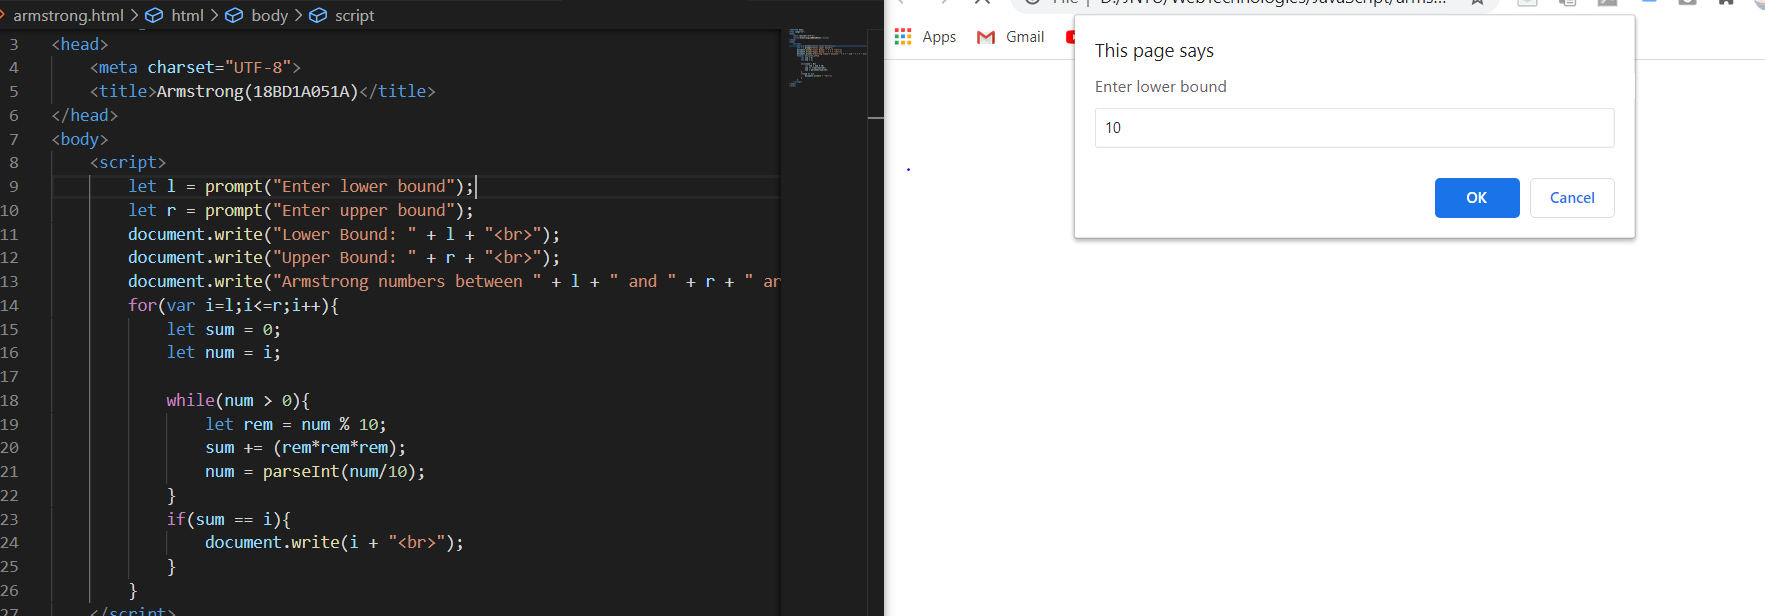 armstrong.html > html > body > script
3 <head>
4 <meta charset="UTF-8">
5 <title>Armstrong(18BD1A051A)</title>
6 </head>
7 <body>
8 <script>
9 let l = prompt("Enter lower bound");
10 let r = prompt("Enter upper bound");
11 document.write("Lower Bound: " + l + "<br>");
12 document.write("Upper Bound: " + r + "<br>");
13 document.write("Armstrong numbers between " + l + " and " + r + " ar
14 for(var i=l;i<=r;i++){
15 let sum = 0;
16 let num = i;
17
18 while(num > 0){
19 let rem = num % 10;
20 sum += (rem*rem*rem);
21 num = parseInt(num/10);
22 }
23 if(sum == i){
24 document.write(i + "<br>");
25 }
26 }
27 </script>
File | D:/JNTU/WebTechnologies/JavaScript/arms...
Apps Gmail
This page says
Enter lower bound
10
OK Cancel